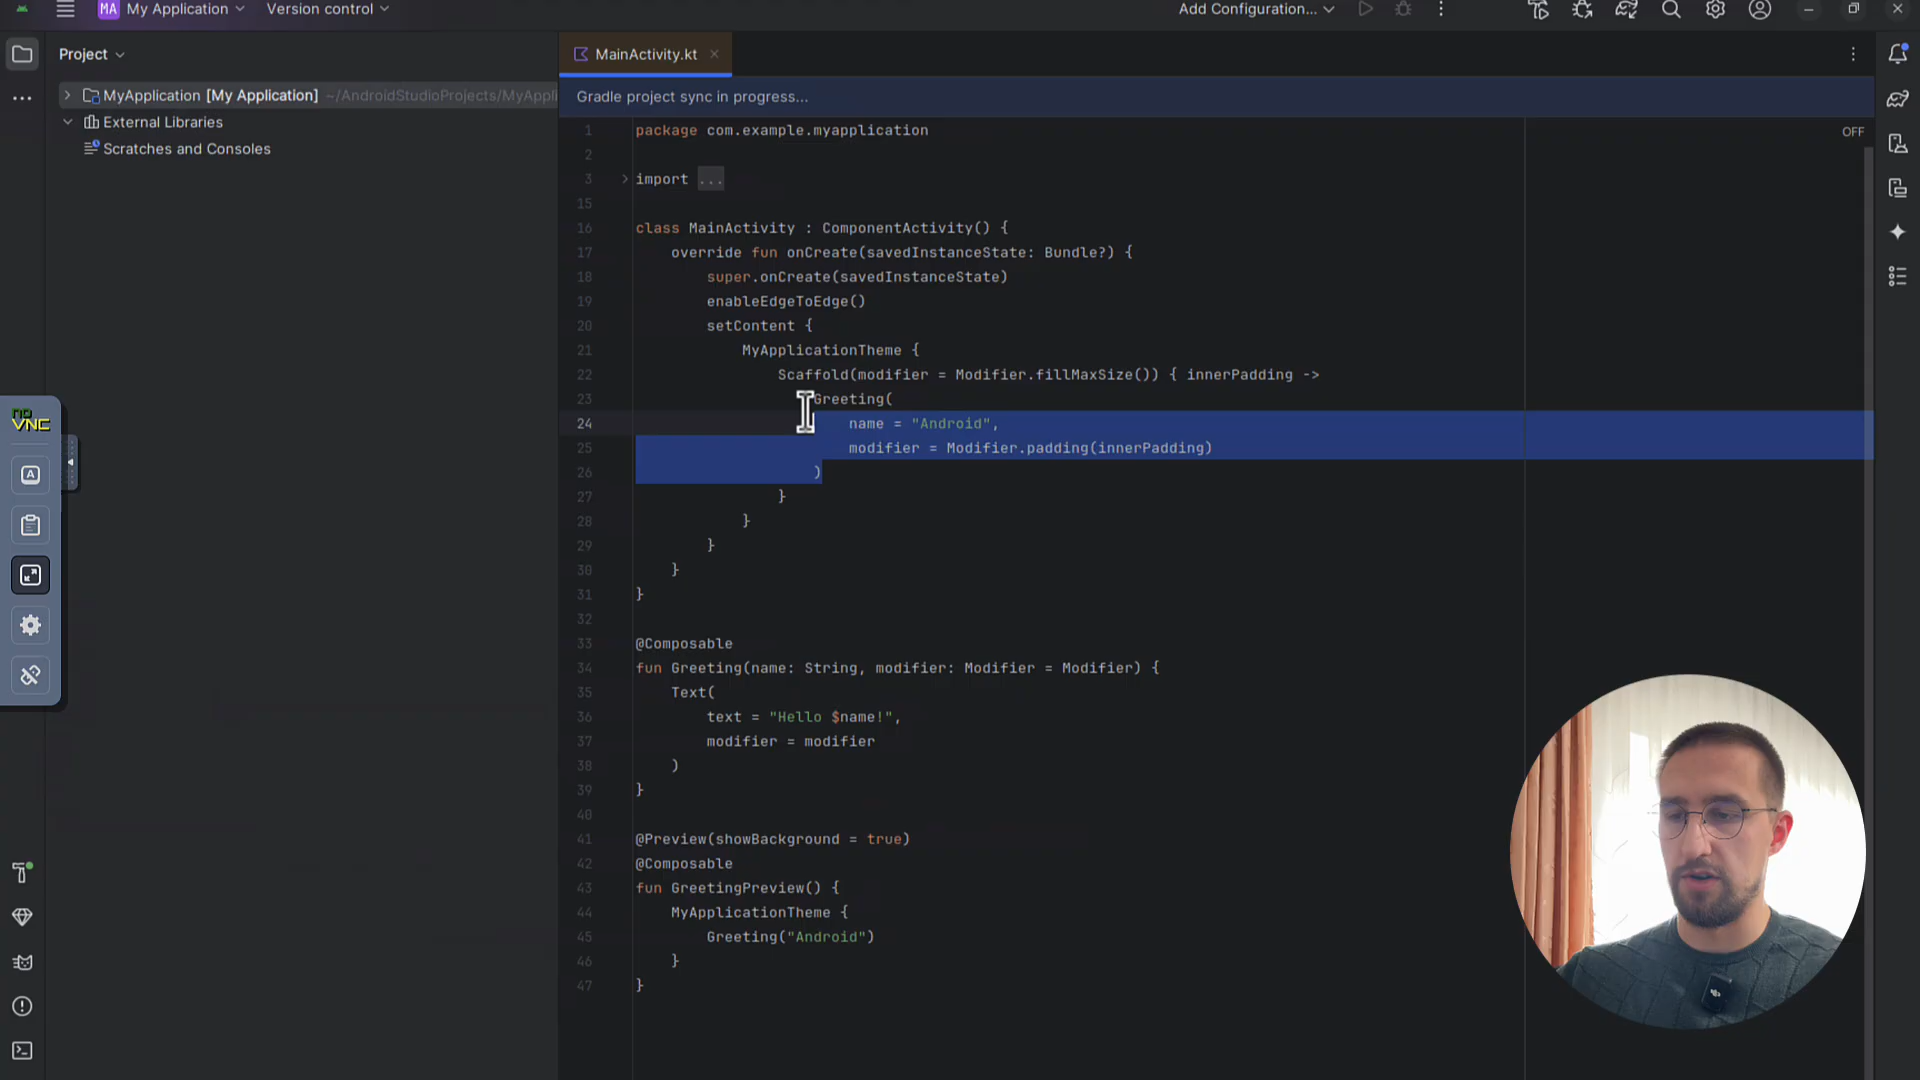 MA My Application Version control Add Configuration...
Project
MyApplication [My Application] ~/AndroidStudioProjects/MyAppli
External Libraries
Scratches and Consoles
MainActivity.kt
Gradle project sync in progress...
OFF
1 package com.example.myapplication
2
3 import ...
15
16 class MainActivity : ComponentActivity() {
17 override fun onCreate(savedInstanceState: Bundle?) {
18 super.onCreate(savedInstanceState)
19 enableEdgeToEdge()
20 setContent {
21 MyApplicationTheme {
22 Scaffold(modifier = Modifier.fillMaxSize()) { innerPadding ->
23 Greeting(
24 name = "Android",
25 modifier = Modifier.padding(innerPadding)
26 )
27 }
28 }
29 }
30 }
31 }
32
33 @Composable
34 fun Greeting(name: String, modifier: Modifier = Modifier) {
35 Text(
36 text = "Hello $name!",
37 modifier = modifier
38 )
39 }
40
41 @Preview(showBackground = true)
42 @Composable
43 fun GreetingPreview() {
44 MyApplicationTheme {
45 Greeting("Android")
46 }
47 }
no
VNC
A